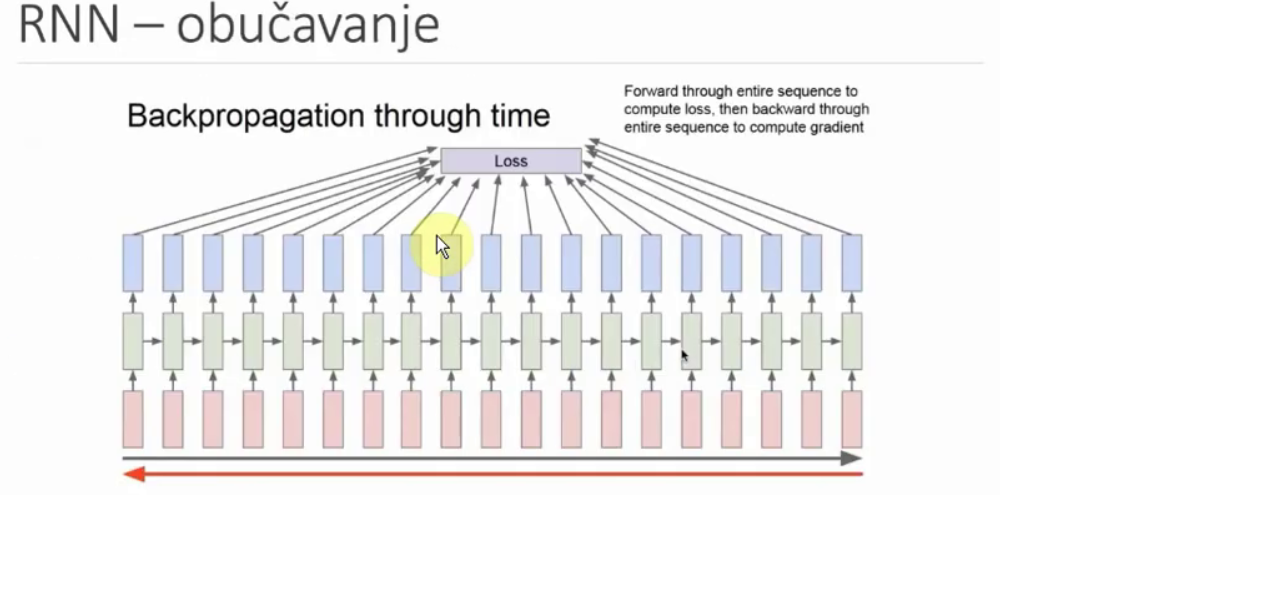 RNN – obučavanje
Backpropagation through time
Forward through entire sequence to
compute loss, then backward through
entire sequence to compute gradient
Loss